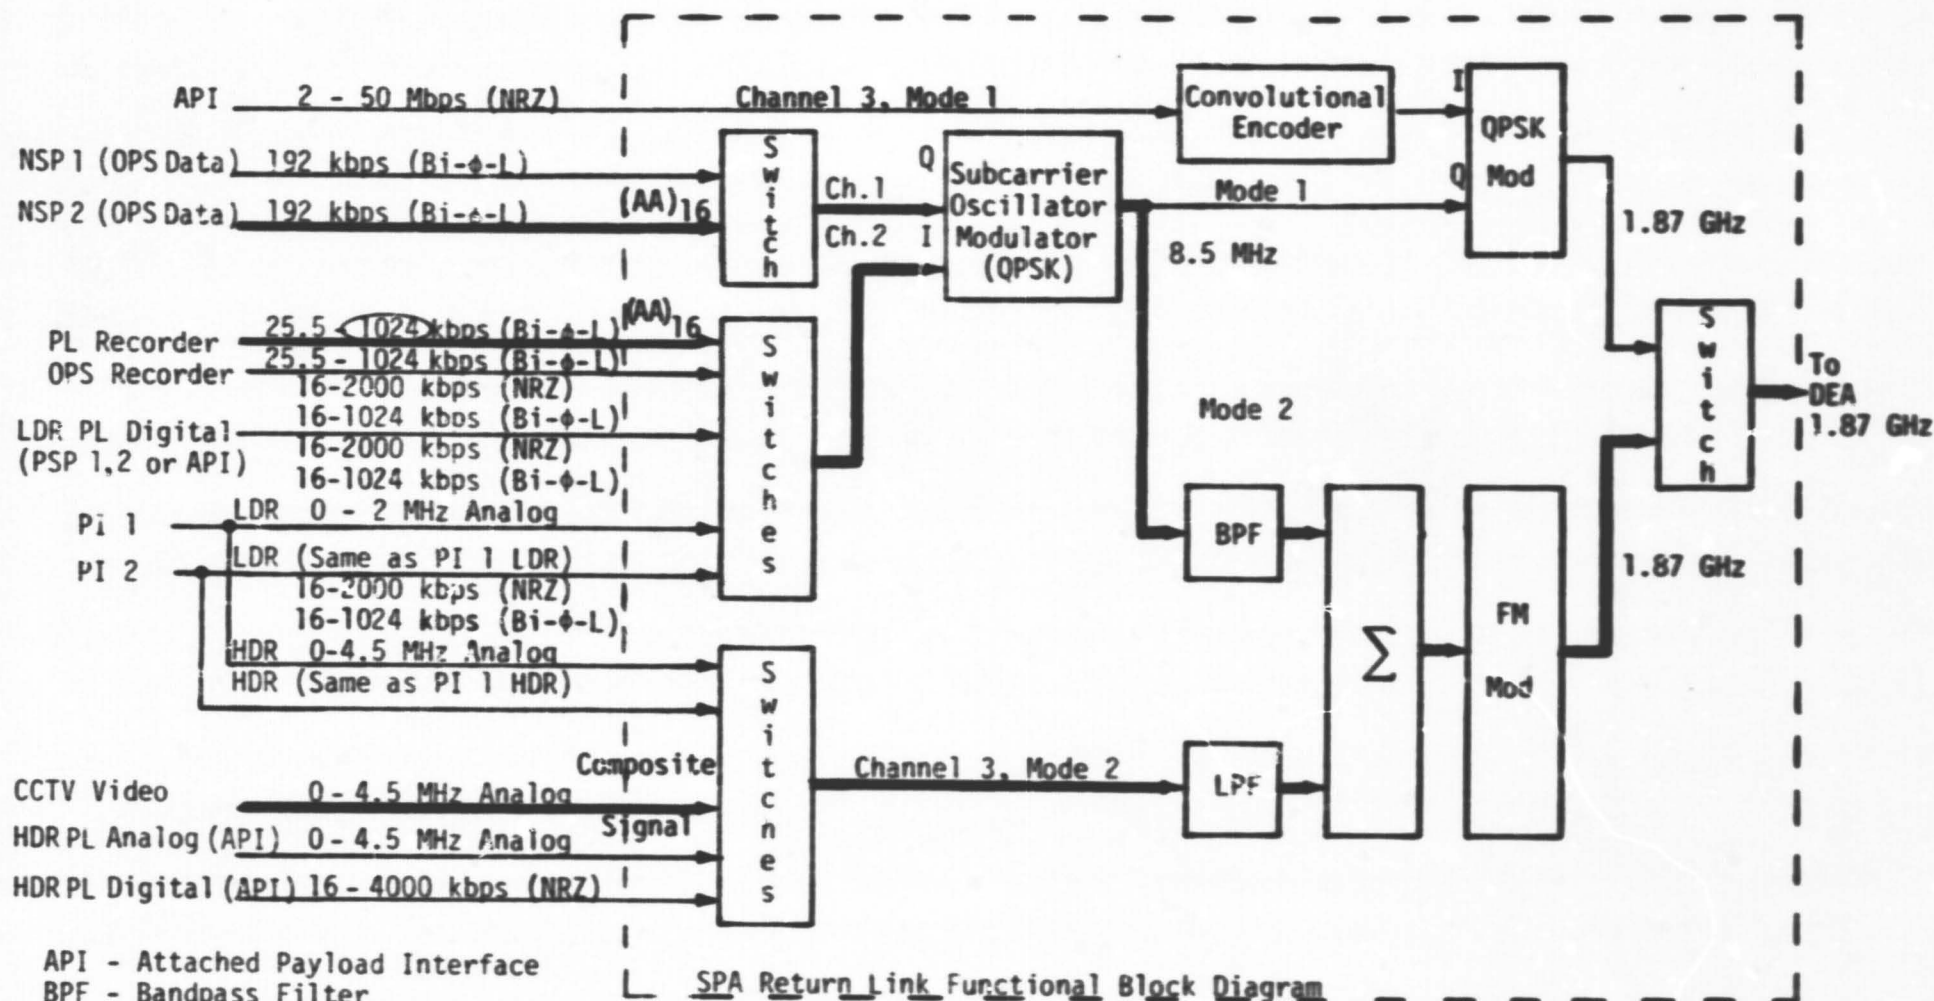 API 2 - 50 Mbps (NRZ) Channel 3, Mode 1
Convolutional
Encoder
I
QPSK
Mod
Q
NSP 1 (OPS Data) 192 kbps (Bi-ϕ-L)
NSP 2 (OPS Data) 192 kbps (Bi-ϕ-L) (AA)16
Switch
Ch.1
Ch.2
Q
I
Subcarrier
Oscillator
Modulator
(QPSK)
Mode 1
8.5 MHz
1.87 GHz
PL Recorder 25.5 - 1024 kbps (Bi-ϕ-L) (AA)16
OPS Recorder 25.5 - 1024 kbps (Bi-ϕ-L)
16-2000 kbps (NRZ)
16-1024 kbps (Bi-ϕ-L)
LDR PL Digital
(PSP 1,2 or API)
16-2000 kbps (NRZ)
16-1024 kbps (Bi-ϕ-L)
Pi 1 LDR 0 - 2 MHz Analog
PI 2 LDR (Same as PI 1 LDR)
16-2000 kbps (NRZ)
16-1024 kbps (Bi-ϕ-L)
Switches
Mode 2
Switch
To
DEA
1.87 GHz
BPF
Σ
FM
Mod
1.87 GHz
HDR 0-4.5 MHz Analog
HDR (Same as PI 1 HDR)
Switches
Composite
Signal
CCTV Video 0 - 4.5 MHz Analog
HDR PL Analog (API) 0 - 4.5 MHz Analog
HDR PL Digital (API) 16 - 4000 kbps (NRZ)
Channel 3, Mode 2
LPF
API - Attached Payload Interface
BPF - Bandpass Filter
SPA Return Link Functional Block Diagram